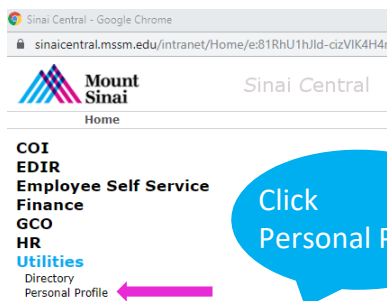 Sinai Central - Google Chrome
sinaicentral.mssm.edu/intranet/Home/e:81RhU1hJId-cizVIK4H4
Mount
Sinai
Sinai Central
Home
COI
EDIR
Employee Self Service
Finance
GCO
HR
Utilities
Directory
Personal Profile
Click
Personal P